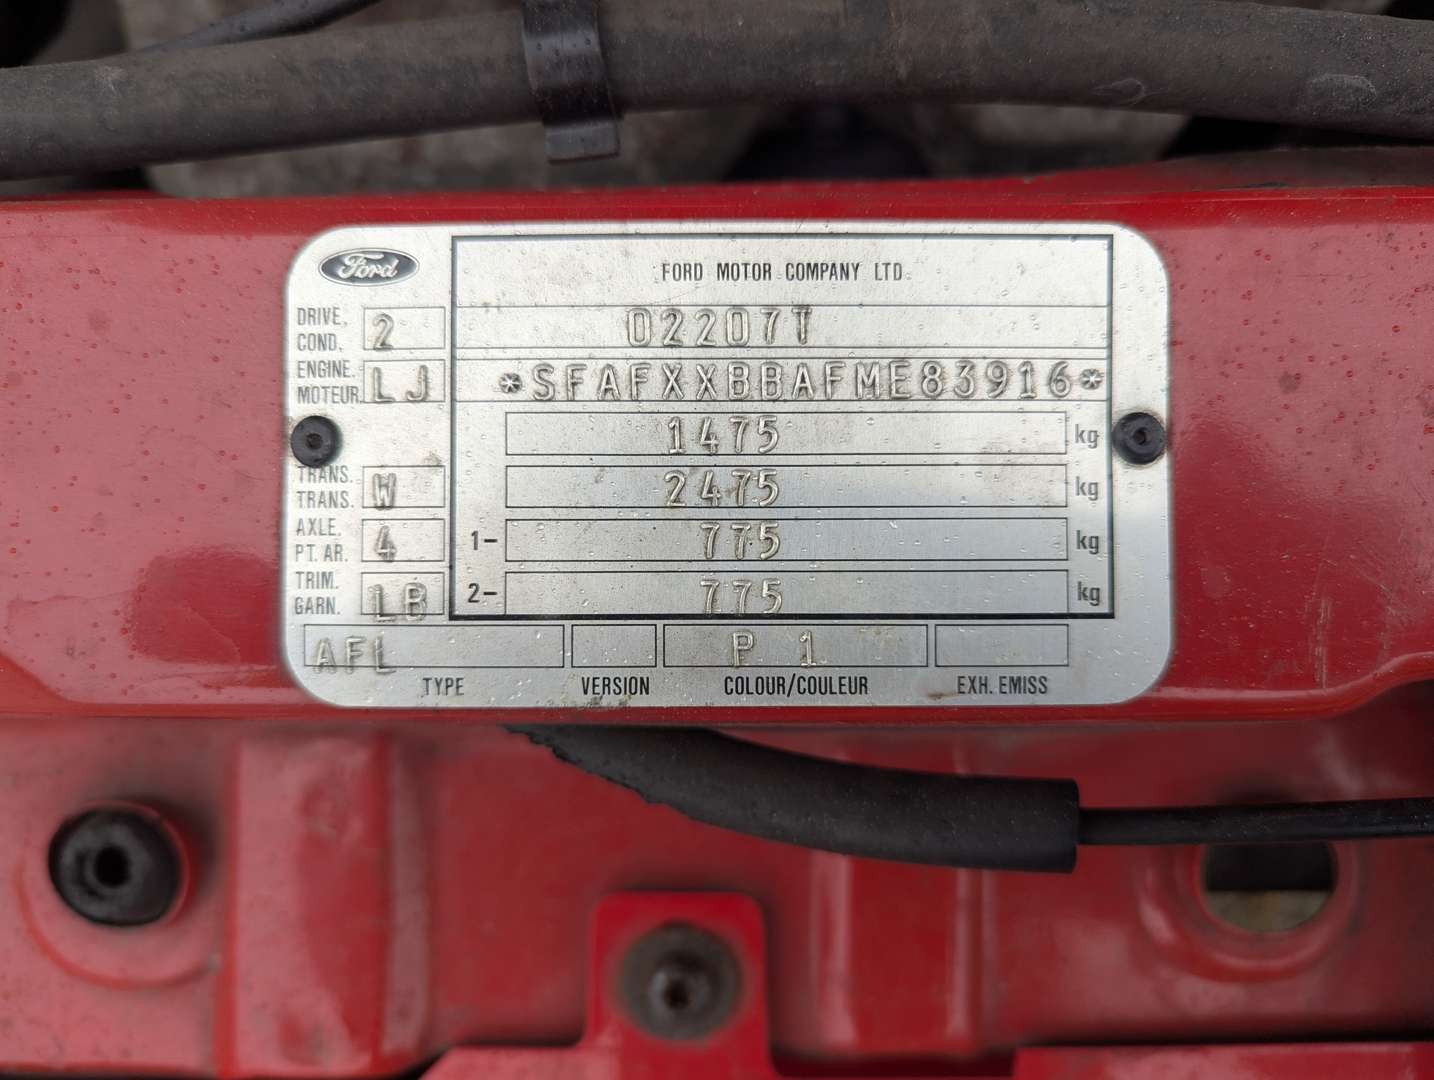 Ford
FORD MOTOR COMPANY LTD.
DRIVE. COND. 2
02207T
ENGINE. MOTEUR. LJ
*SFAFXXBBAFME83916*
1475 kg
TRANS. TRANS. W
2475 kg
AXLE. PT. AR. 4
1- 775 kg
TRIM. GARN. LB
2- 775 kg
AFL P 1
TYPE VERSION COLOUR/COULEUR EXH. EMISS